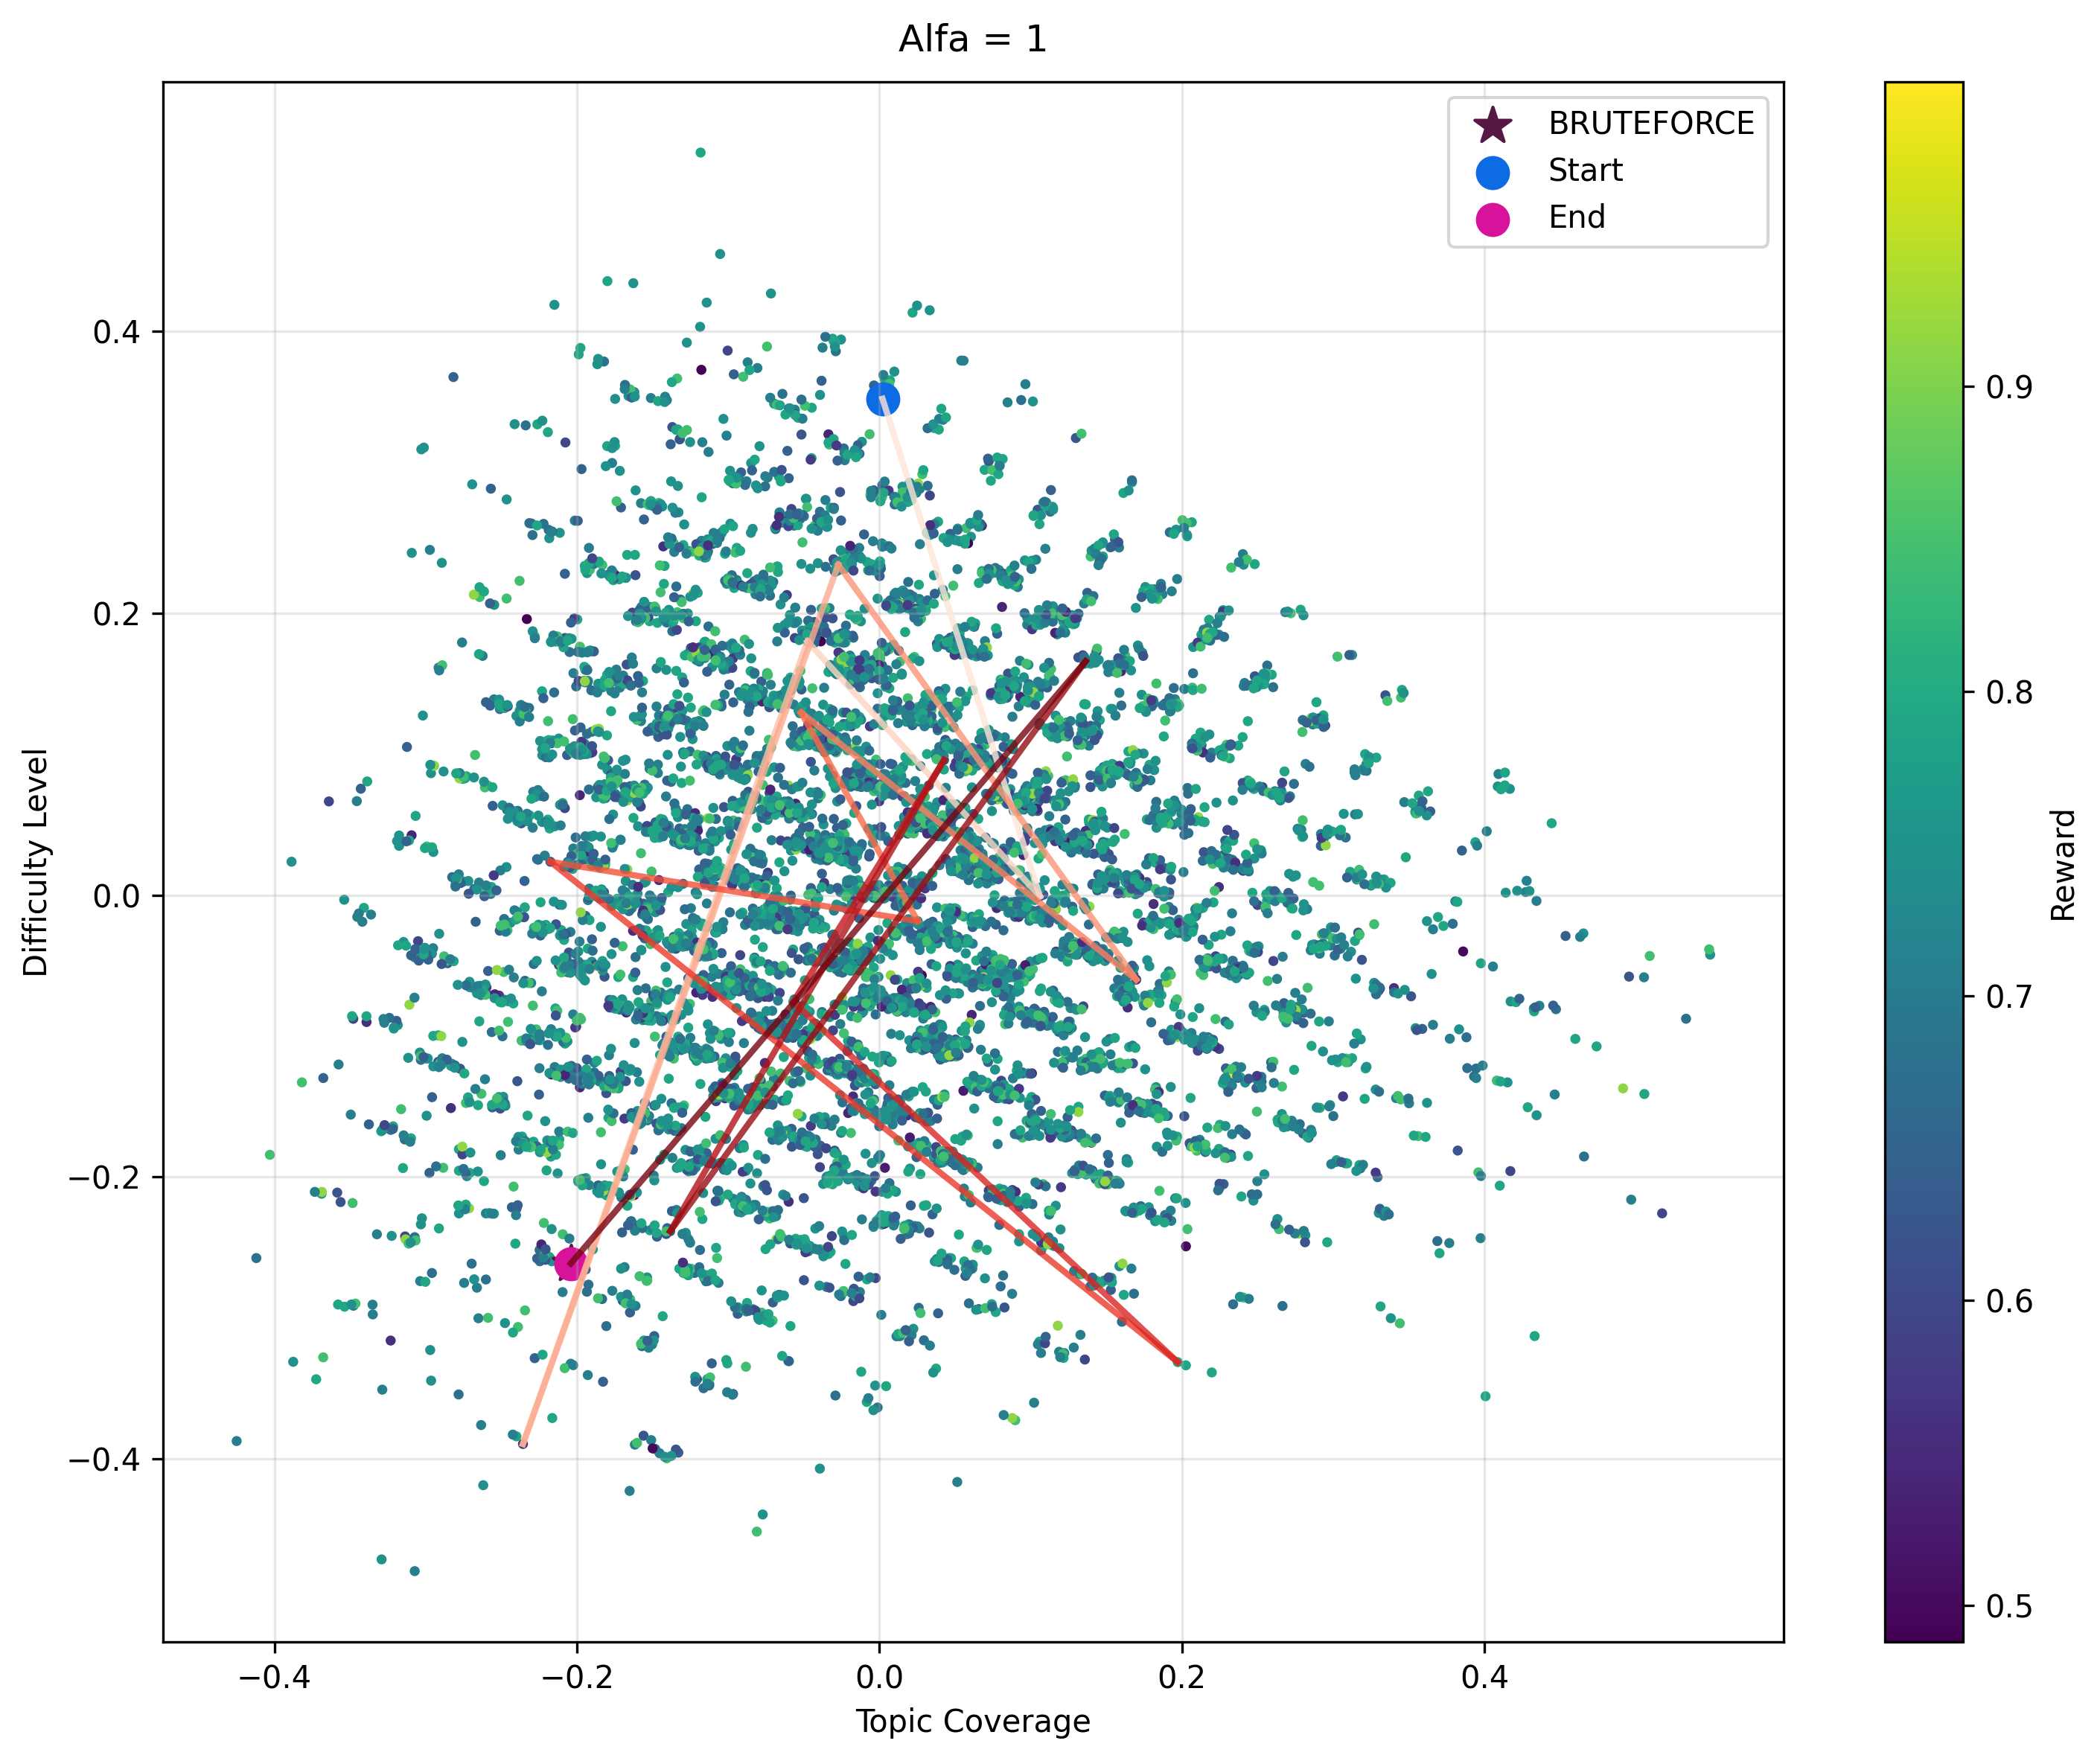 Alfa = 1
BRUTEFORCE
Start
End
Difficulty Level
0.4
0.2
0.0
−0.2
−0.4
−0.4
−0.2
0.0
0.2
0.4
Topic Coverage
0.9
0.8
0.7
0.6
0.5
Reward